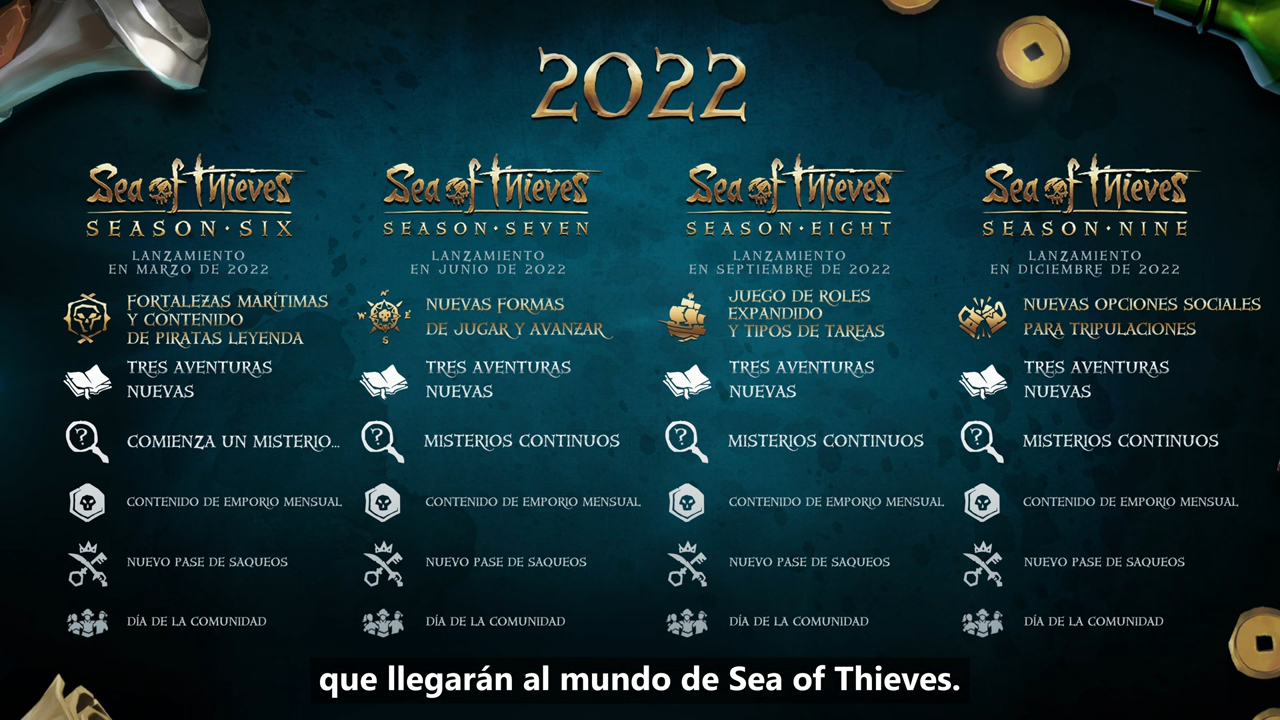 2022
Sea of Thieves
SEASON · SIX
LANZAMIENTO
EN MARZO DE 2022
FORTALEZAS MARÍTIMAS
Y CONTENIDO
DE PIRATAS LEYENDA
TRES AVENTURAS
NUEVAS
COMIENZA UN MISTERIO...
CONTENIDO DE EMPORIO MENSUAL
NUEVO PASE DE SAQUEOS
DÍA DE LA COMUNIDAD
Sea of Thieves
SEASON · SEVEN
LANZAMIENTO
EN JUNIO DE 2022
N
W E
S
NUEVAS FORMAS
DE JUGAR Y AVANZAR
TRES AVENTURAS
NUEVAS
MISTERIOS CONTINUOS
CONTENIDO DE EMPORIO MENSUAL
NUEVO PASE DE SAQUEOS
DÍA DE LA COMUNIDAD
Sea of Thieves
SEASON · EIGHT
LANZAMIENTO
EN SEPTIEMBRE DE 2022
JUEGO DE ROLES
EXPANDIDO
Y TIPOS DE TAREAS
TRES AVENTURAS
NUEVAS
MISTERIOS CONTINUOS
CONTENIDO DE EMPORIO MENSUAL
NUEVO PASE DE SAQUEOS
DÍA DE LA COMUNIDAD
Sea of Thieves
SEASON · NINE
LANZAMIENTO
EN DICIEMBRE DE 2022
NUEVAS OPCIONES SOCIALES
PARA TRIPULACIONES
TRES AVENTURAS
NUEVAS
MISTERIOS CONTINUOS
CONTENIDO DE EMPORIO MENSUAL
NUEVO PASE DE SAQUEOS
DÍA DE LA COMUNIDAD
que llegarán al mundo de Sea of Thieves.